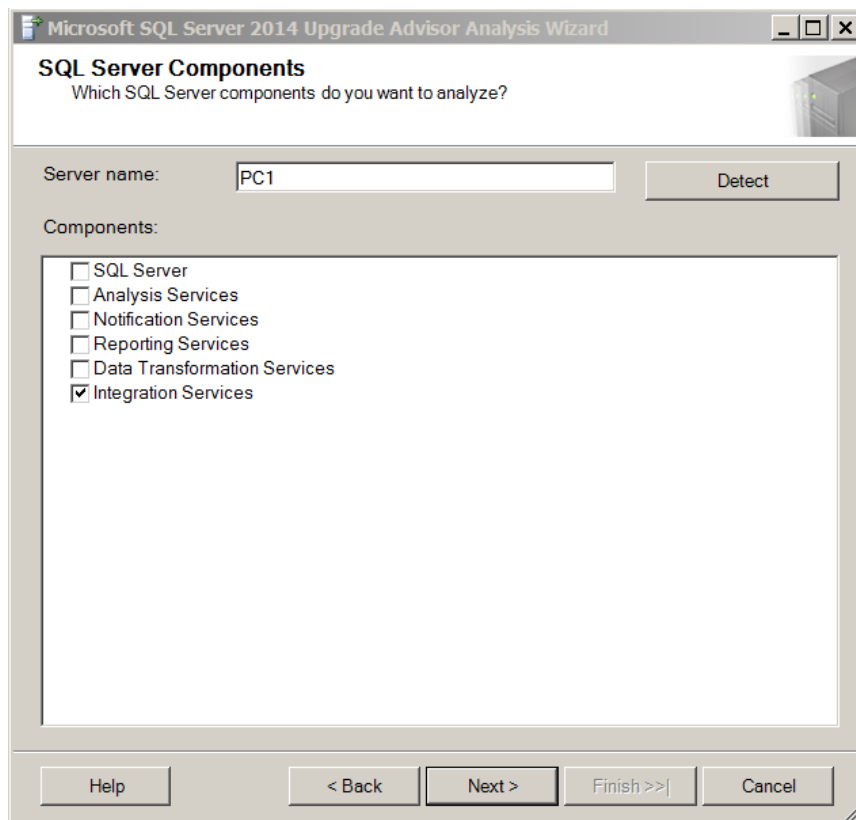 Microsoft SQL Server 2014 Upgrade Advisor Analysis Wizard
SQL Server Components
Which SQL Server components do you want to analyze?
Server name: PC1 Detect
Components:
SQL Server
Analysis Services
Notification Services
Reporting Services
Data Transformation Services
Integration Services
Help < Back Next > Finish >>| Cancel